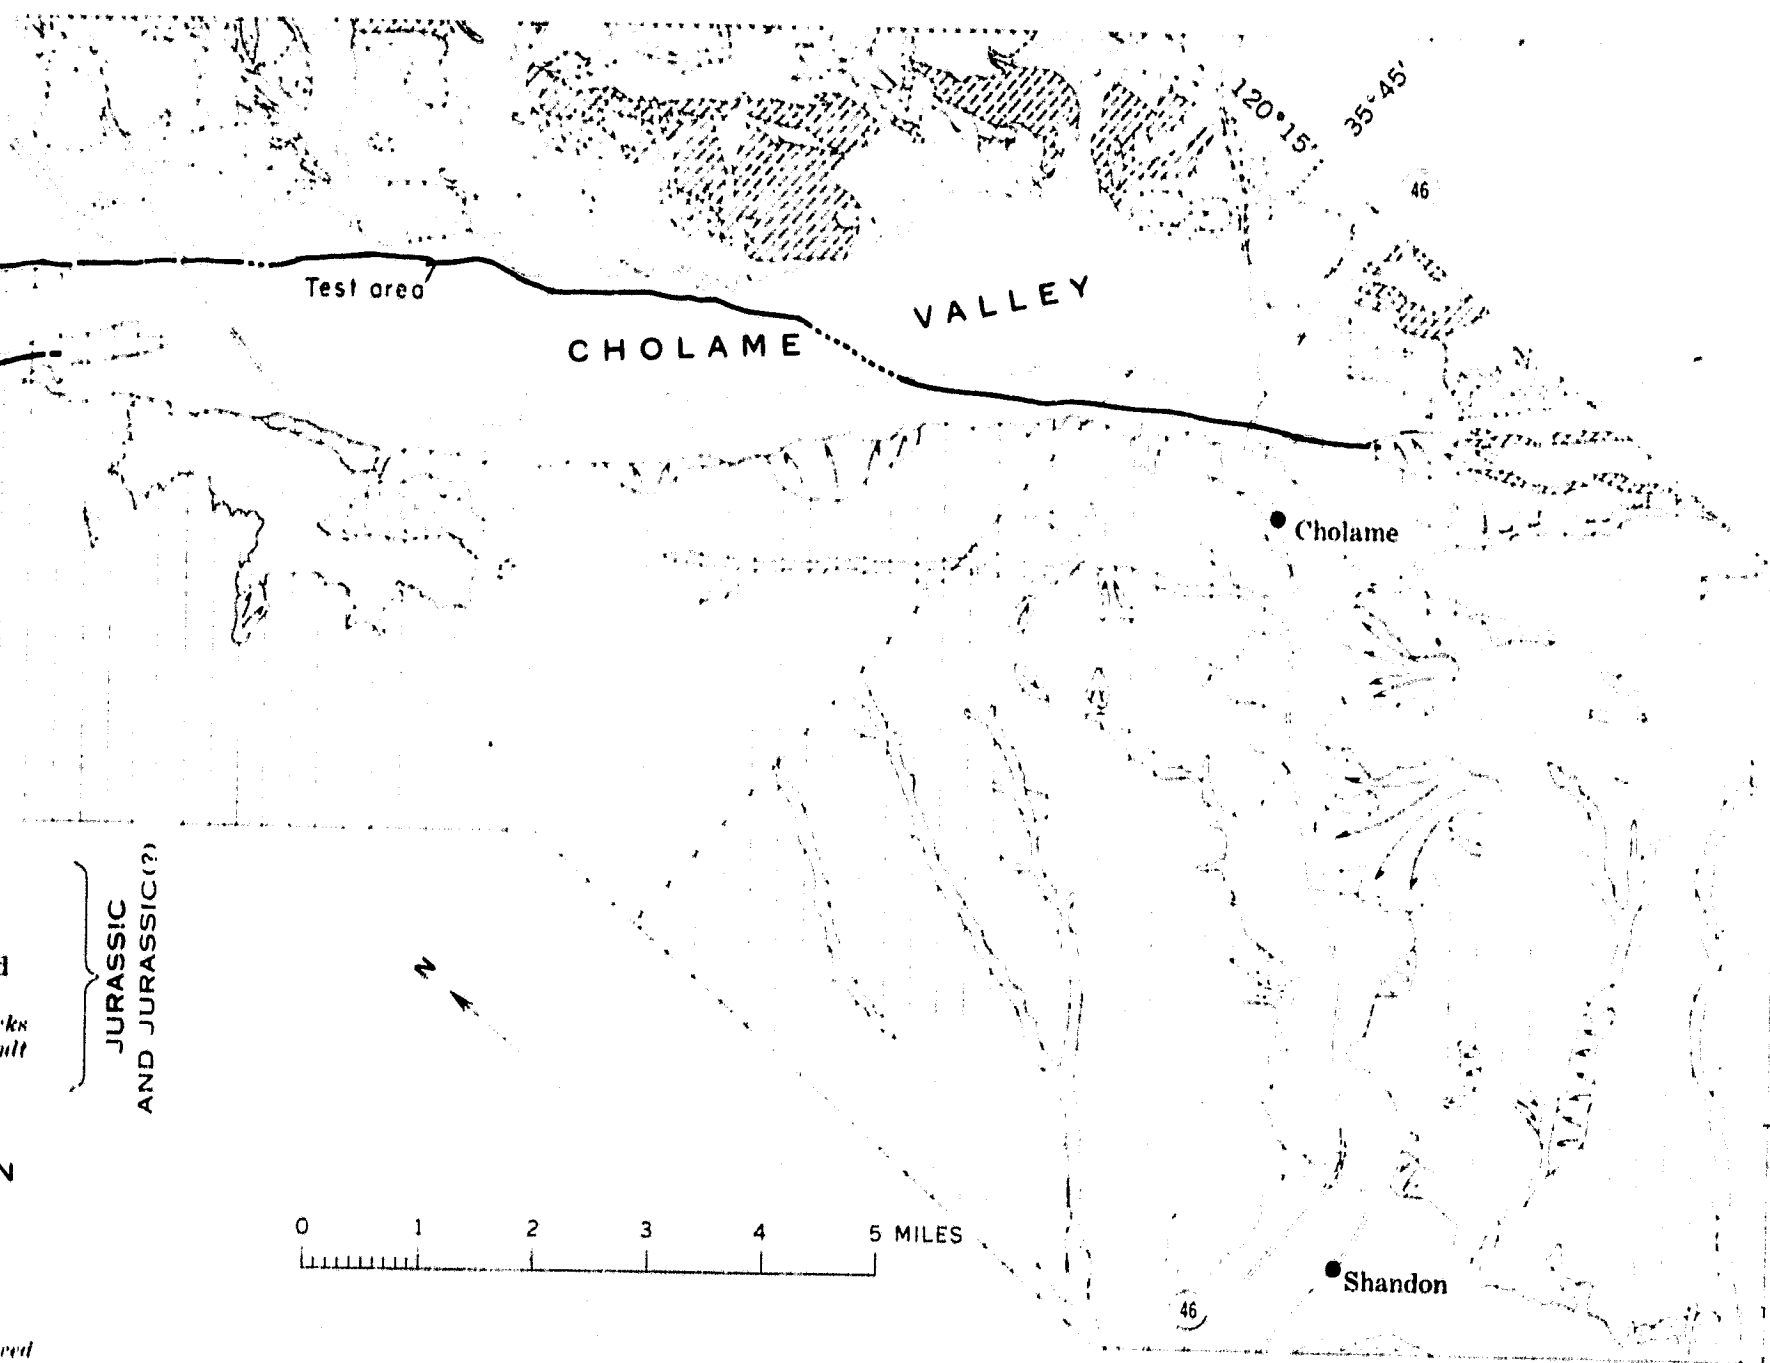 120°15'
35°45'
46
Test area
VALLEY
CHOLAME
Cholame
JURASSIC
AND JURASSIC(?)
N
0 1 2 3 4 5 MILES
Shandon
46